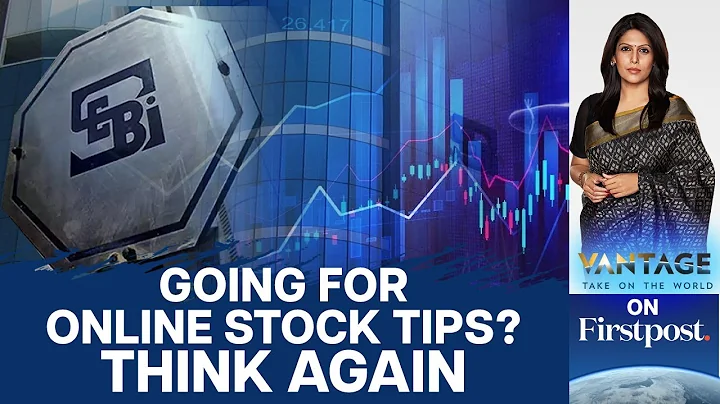 26.417
SEBI
GOING FOR
ONLINE STOCK TIPS?
THINK AGAIN
VANTAGE
TAKE ON THE WORLD
ON
Firstpost.